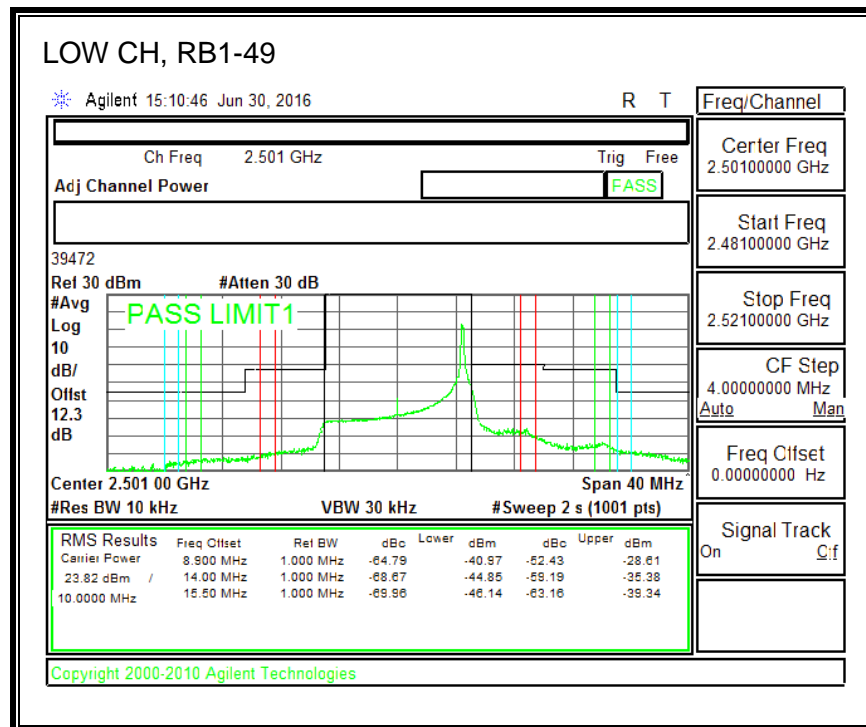 LOW CH, RB1-49
Agilent 15:10:46 Jun 30, 2016 R T
Freq/Channel
Ch Freq 2.501 GHz Trig Free
Adj Channel Power PASS
Center Freq
2.50100000 GHz
Start Freq
2.48100000 GHz
Stop Freq
2.52100000 GHz
CF Step
4.00000000 MHz
Auto Man
Freq Offset
0.00000000 Hz
Signal Track
On Off
39472
Ref 30 dBm #Atten 30 dB
#Avg
Log
10
dB/
Offst
12.3
dB
PASS LIMIT1
Center 2.501 00 GHz Span 40 MHz
#Res BW 10 kHz VBW 30 kHz #Sweep 2 s (1001 pts)
RMS Results Freq Offset Ref BW dBc Lower dBm dBc Upper dBm
Carrier Power 8.900 MHz 1.000 MHz -64.79 -40.97 -52.43 -28.61
23.82 dBm / 14.00 MHz 1.000 MHz -68.67 -44.85 -59.19 -35.38
10.0000 MHz 15.50 MHz 1.000 MHz -69.96 -46.14 -63.16 -39.34
Copyright 2000-2010 Agilent Technologies